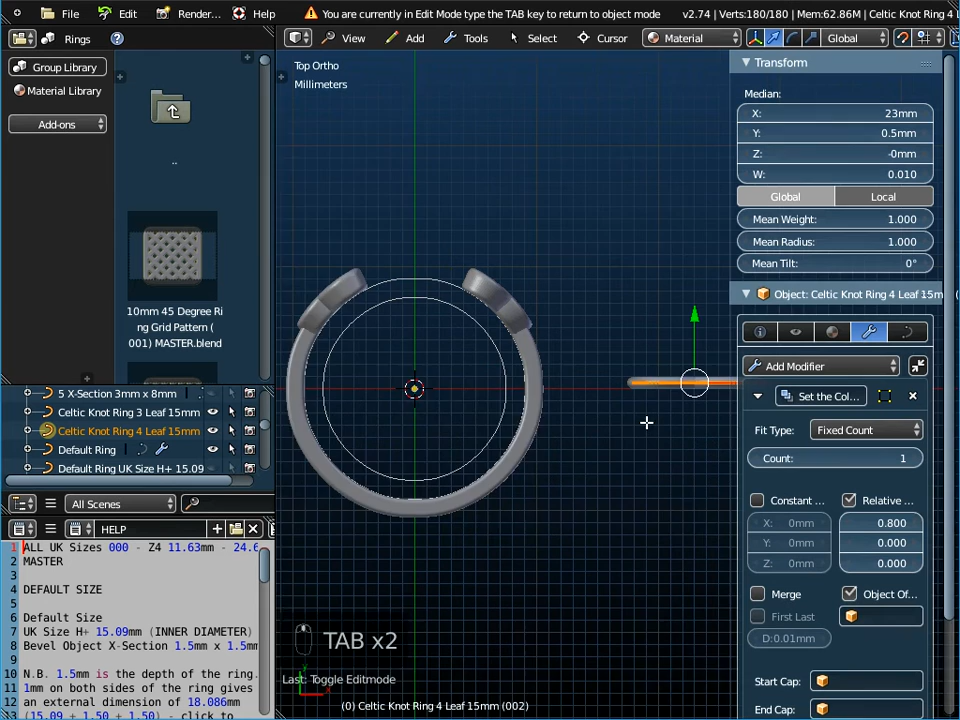 File Edit Render... Help You are currently in Edit Mode type the TAB key to return to object mode v2.74 | Verts:180/180 | Mem:62.86M | Celtic Knot Ring 4
Rings
View Add Tools Select Cursor Material Global
Group Library
Material Library
Add-ons
..
10mm 45 Degree Ri
ng Grid Pattern (
001) MASTER.blend
5 X-Section 3mm x 8mm
Celtic Knot Ring 3 Leaf 15mm
Celtic Knot Ring 4 Leaf 15mm
Default Ring
Default Ring UK Size H+ 15.09
All Scenes
HELP
1 ALL UK Sizes 000 - Z4 11.63mm - 24.6
2 MASTER
3
4 DEFAULT SIZE
5
6 Default Size
7 UK Size H+ 15.09mm (INNER DIAMETER)
8 Bevel Object X-Section 1.5mm x 1.5mm
9
10 N.B. 1.5mm is the depth of the ring.
11 1mm on both sides of the ring gives
12 an external dimension of 18.086mm
13 (15.09 + 1.50 + 1.50) - click to
Top Ortho
Millimeters
TAB x2
Last: Toggle Editmode
(0) Celtic Knot Ring 4 Leaf 15mm (002)
Transform
Median:
X: 23mm
Y: 0.5mm
Z: -0mm
W: 0.010
Global Local
Mean Weight: 1.000
Mean Radius: 1.000
Mean Tilt: 0°
Object: Celtic Knot Ring 4 Leaf 15m
Add Modifier
Set the Col...
Fit Type: Fixed Count
Count: 1
Constant ... Relative ...
X: 0mm 0.800
Y: 0mm 0.000
Z: 0mm 0.000
Merge Object Of...
First Last
D:0.01mm
Start Cap:
End Cap: